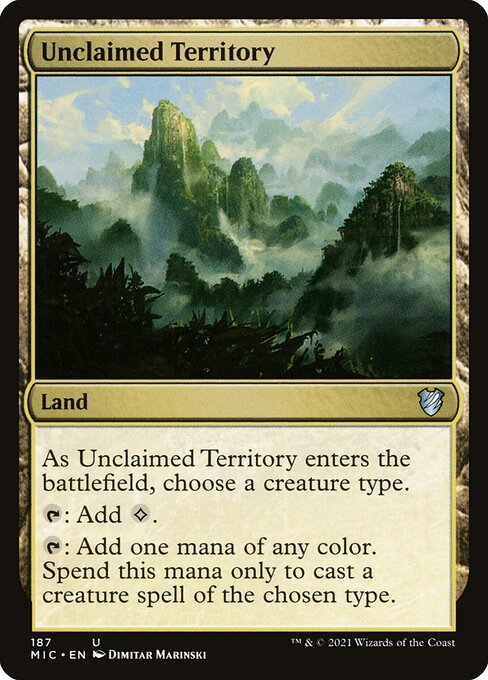 Unclaimed Territory
Land
As Unclaimed Territory enters the
battlefield, choose a creature type.
: Add .
: Add one mana of any color.
Spend this mana only to cast a
creature spell of the chosen type.
187 U
MIC • EN DIMITAR MARINSKI
™ & © 2021 Wizards of the Coast